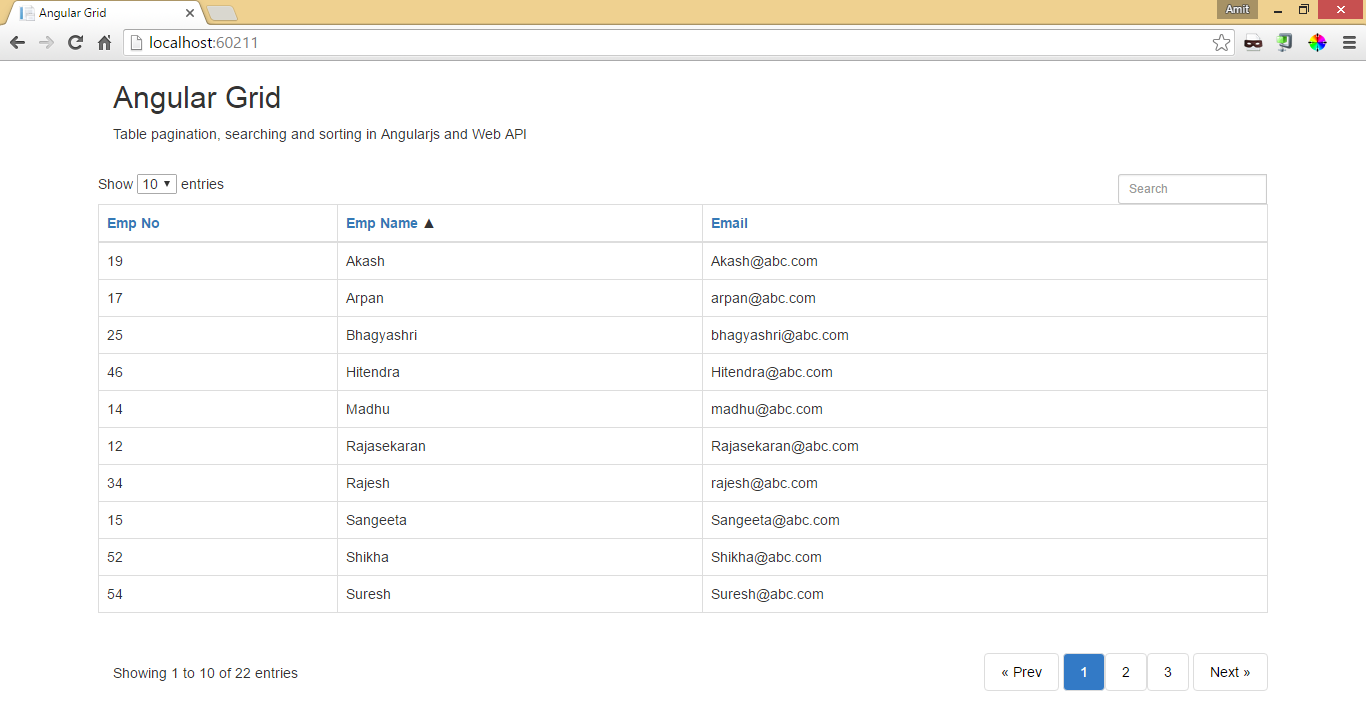 Angular Grid
Amit
localhost:60211
Angular Grid
Table pagination, searching and sorting in Angularjs and Web API
Show 10 ▼ entries
Search
Emp No Emp Name ▲ Email
19 Akash Akash@abc.com
17 Arpan arpan@abc.com
25 Bhagyashri bhagyashri@abc.com
46 Hitendra Hitendra@abc.com
14 Madhu madhu@abc.com
12 Rajasekaran Rajasekaran@abc.com
34 Rajesh rajesh@abc.com
15 Sangeeta Sangeeta@abc.com
52 Shikha Shikha@abc.com
54 Suresh Suresh@abc.com
Showing 1 to 10 of 22 entries
« Prev 1 2 3 Next »